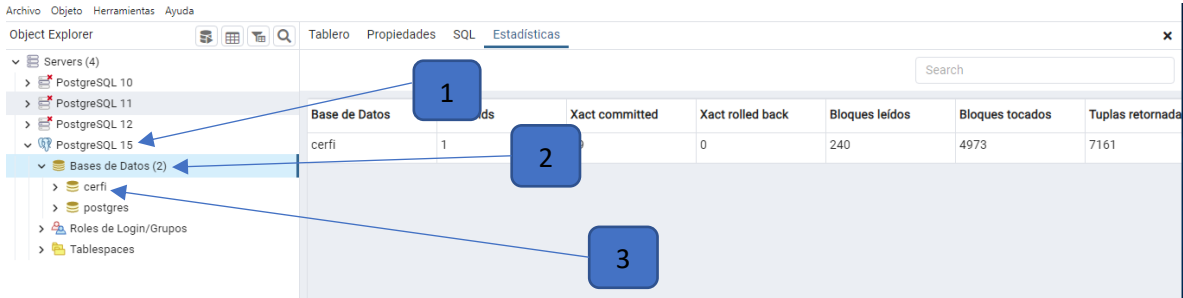 Archivo Objeto Herramientas Ayuda
Object Explorer
Tablero Propiedades SQL Estadísticas
Servers (4)
PostgreSQL 10
PostgreSQL 11
PostgreSQL 12
PostgreSQL 15
Bases de Datos (2)
cerfi
postgres
Roles de Login/Grupos
Tablespaces
Search
Base de Datos Xact committed Xact rolled back Bloques leídos Bloques tocados Tuplas retornada
cerfi 1 0 240 4973 7161
1
2
3